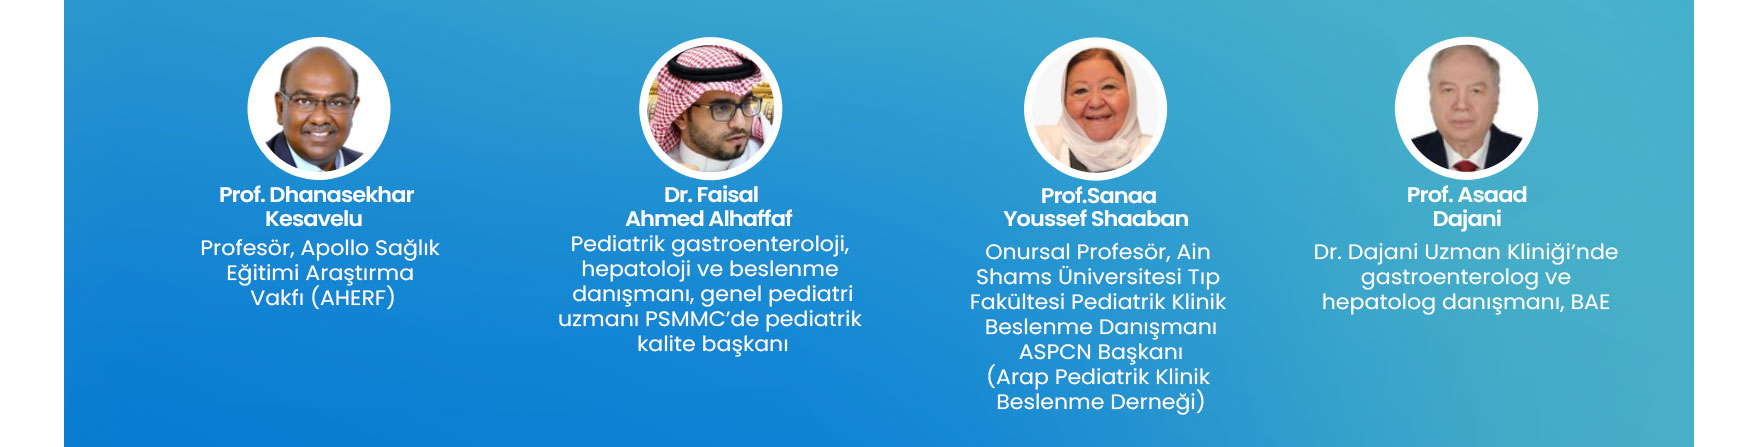 Prof. Dhanasekhar
Kesavelu
Profesör, Apollo Sağlık
Eğitimi Araştırma
Vakfı (AHERF)
Dr. Faisal
Ahmed Alhaffaf
Pediatrik gastroenteroloji,
hepatoloji ve beslenme
danışmanı, genel pediatri
uzmanı PSMMC’de pediatrik
kalite başkanı
Prof.Sanaa
Youssef Shaaban
Onursal Profesör, Ain
Shams Üniversitesi Tıp
Fakültesi Pediatrik Klinik
Beslenme Danışmanı
ASPCN Başkanı
(Arap Pediatrik Klinik
Beslenme Derneği)
Prof. Asaad
Dajani
Dr. Dajani Uzman Kliniği’nde
gastroenterolog ve
hepatolog danışmanı, BAE